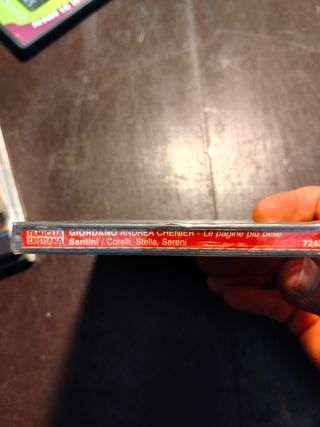 FAMIGLIA
CRISTIANA
GIORDANO ANDREA CHENIER - Le pagine più belle
Santini / Corelli, Stella, Sereni
724